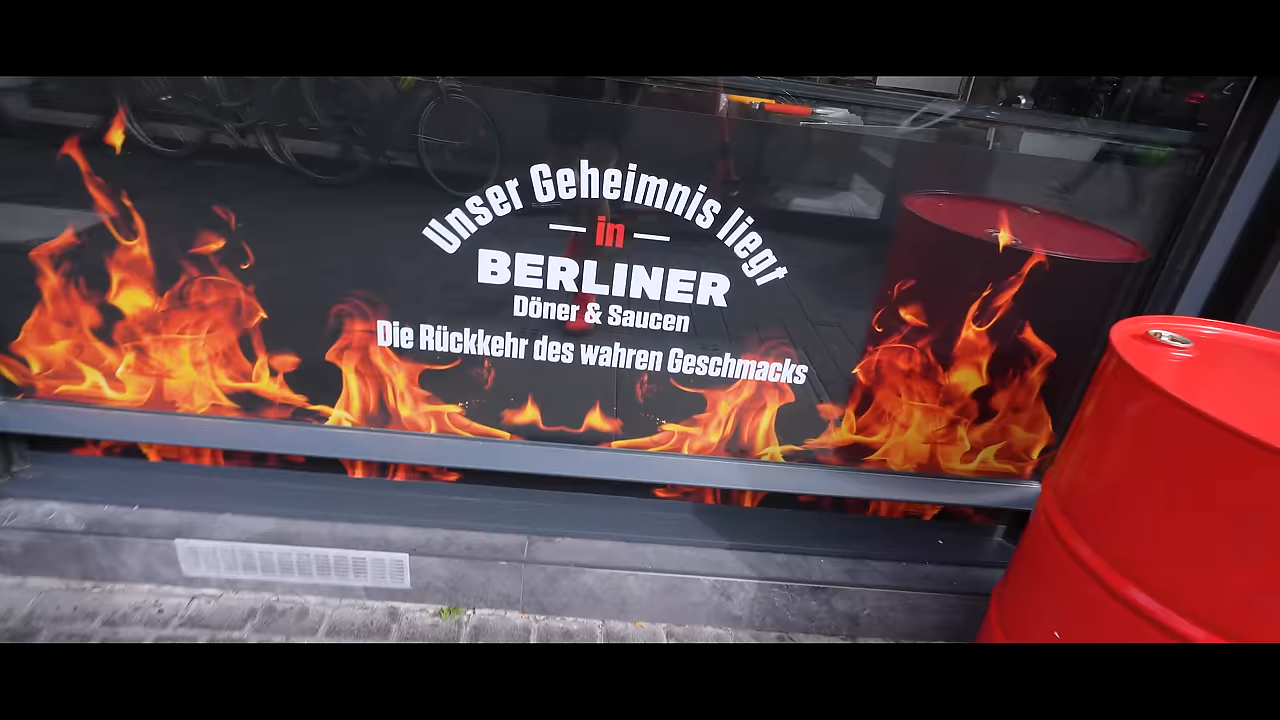 Unser Geheimnis liegt
in
BERLINER
Döner & Saucen
Die Rückkehr des wahren Geschmacks